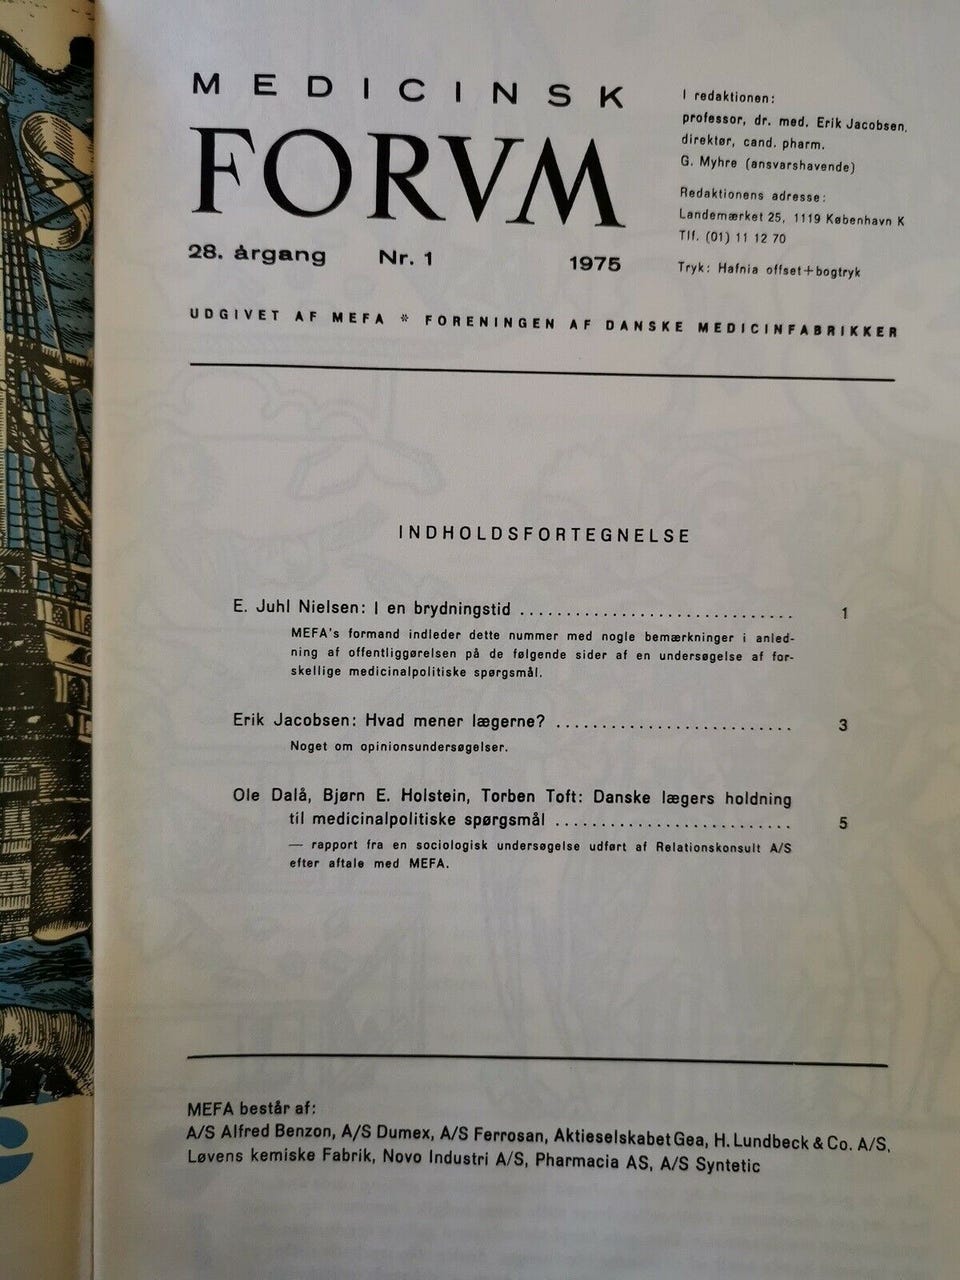 MEDICINSK
FORVM
28. årgang Nr. 1 1975
I redaktionen:
professor, dr. med. Erik Jacobsen,
direktør, cand. pharm.
G. Myhre (ansvarshavende)
Redaktionens adresse:
Landemærket 25, 1119 København K
Tlf. (01) 11 12 70
Tryk: Hafnia offset+bogtryk
UDGIVET AF MEFA * FORENINGEN AF DANSKE MEDICINFABRIKKER
INDHOLDSFORTEGNELSE
E. Juhl Nielsen: I en brydningstid .............................. 1
MEFA's formand indleder dette nummer med nogle bemærkninger i anled-
ning af offentliggørelsen på de følgende sider af en undersøgelse af for-
skellige medicinalpolitiske spørgsmål.
Erik Jacobsen: Hvad mener lægerne? .......................... 3
Noget om opinionsundersøgelser.
Ole Dalå, Bjørn E. Holstein, Torben Toft: Danske lægers holdning
til medicinalpolitiske spørgsmål .......................... 5
— rapport fra en sociologisk undersøgelse udført af Relationskonsult A/S
efter aftale med MEFA.
MEFA består af:
A/S Alfred Benzon, A/S Dumex, A/S Ferrosan, Aktieselskabet Gea, H. Lundbeck & Co. A/S,
Løvens kemiske Fabrik, Novo Industri A/S, Pharmacia AS, A/S Syntetic